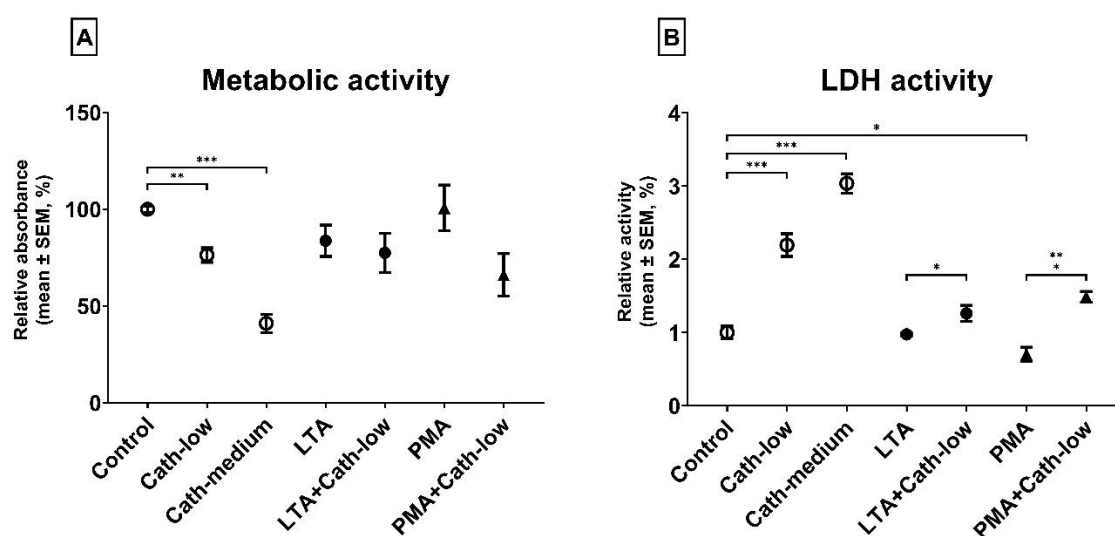 A
Metabolic activity
Relative absorbance
(mean ± SEM, %)
150
100
50
0
***
**
Control
Cath-low
Cath-medium
LTA
LTA+Cath-low
PMA
PMA+Cath-low
B
LDH activity
Relative activity
(mean ± SEM, %)
4
3
2
1
0
*
***
***
*
**
*
Control
Cath-low
Cath-medium
LTA
LTA+Cath-low
PMA
PMA+Cath-low